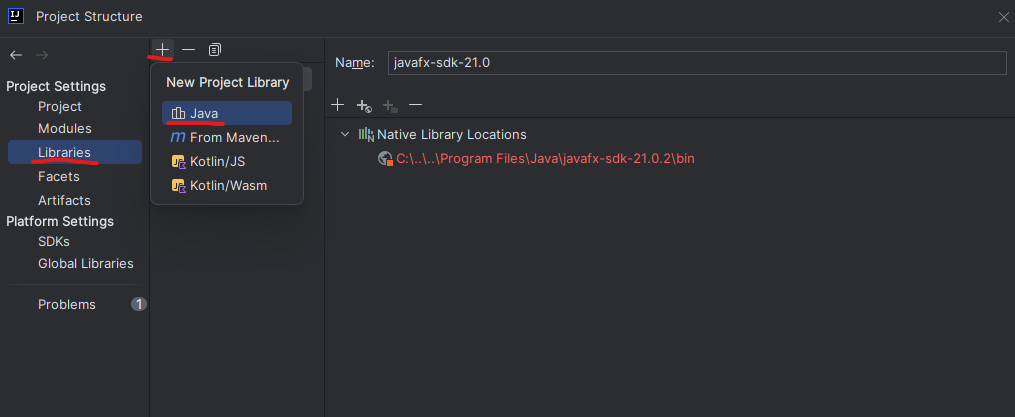 IJ
Project Structure
Project Settings
Project
Modules
Libraries
Facets
Artifacts
Platform Settings
SDKs
Global Libraries
Problems 1
New Project Library
Java
m From Maven...
Kotlin/JS
Kotlin/Wasm
Name: javafx-sdk-21.0
Native Library Locations
C:\..\..\Program Files\Java\javafx-sdk-21.0.2\bin